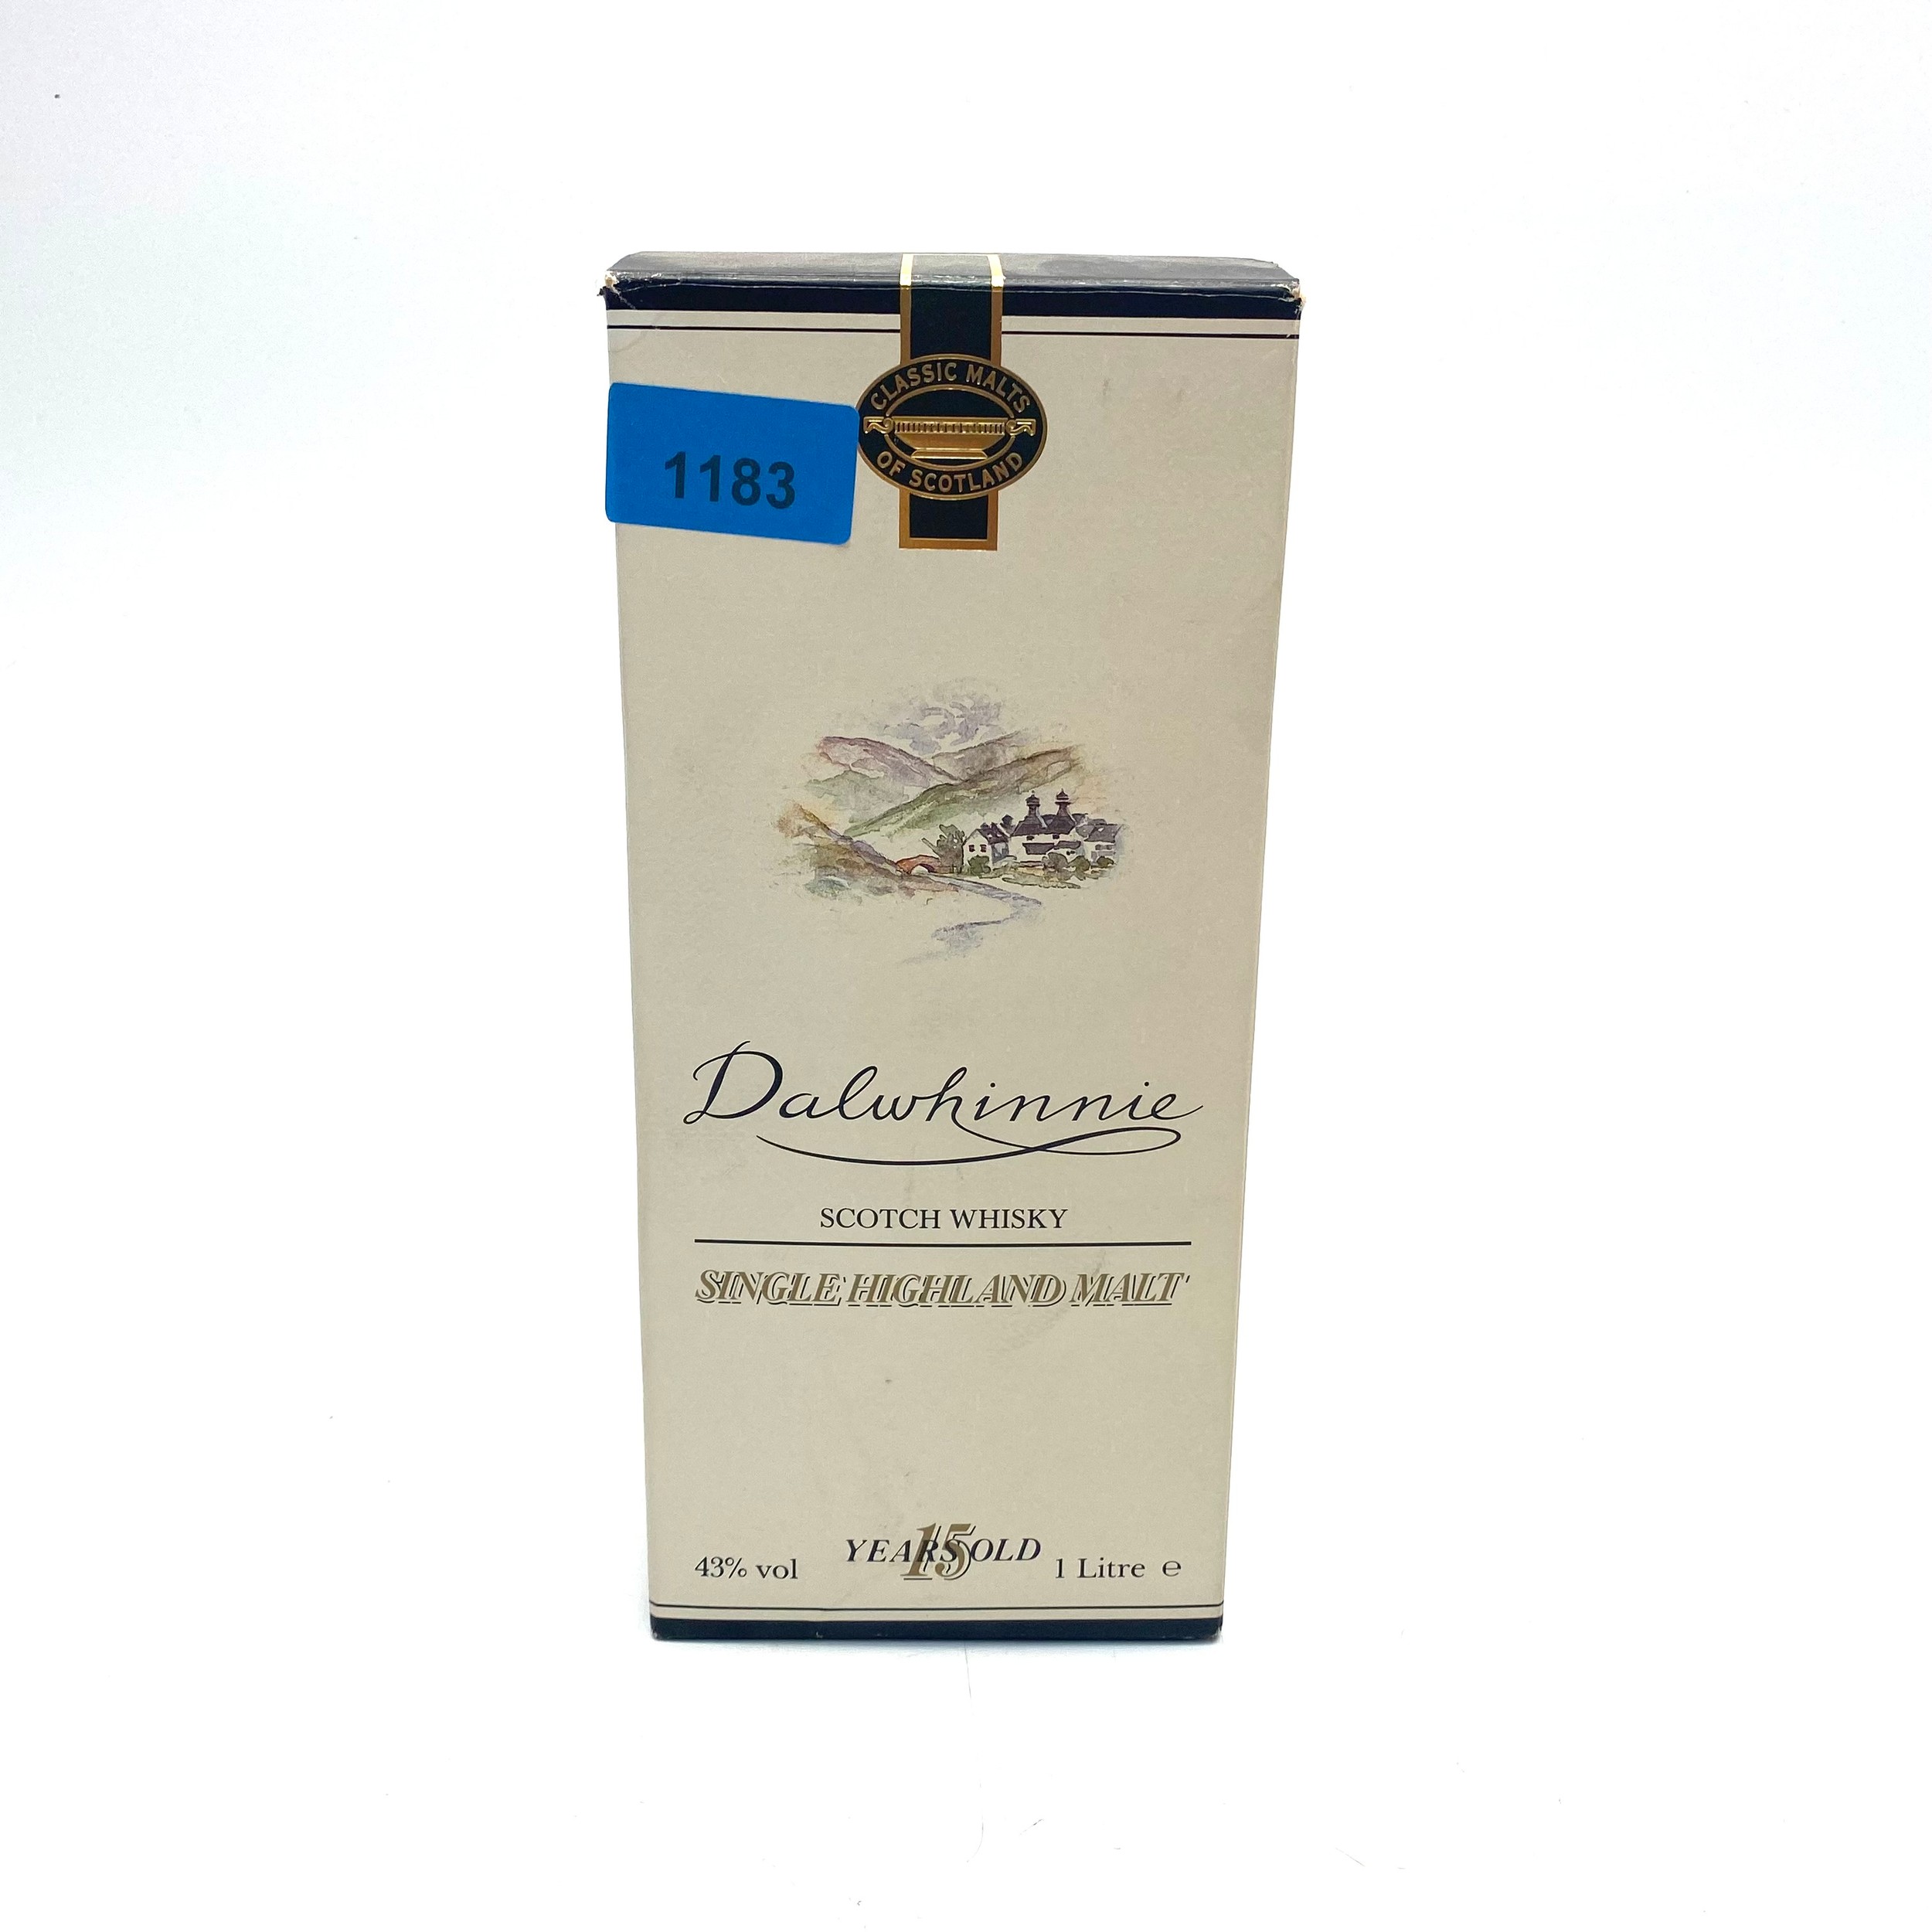 CLASSIC MALTS
OF SCOTLAND
1183
Dalwhinnie
SCOTCH WHISKY
SINGLE HIGHLAND MALT
15
YEARS OLD
43% vol
1 Litre e